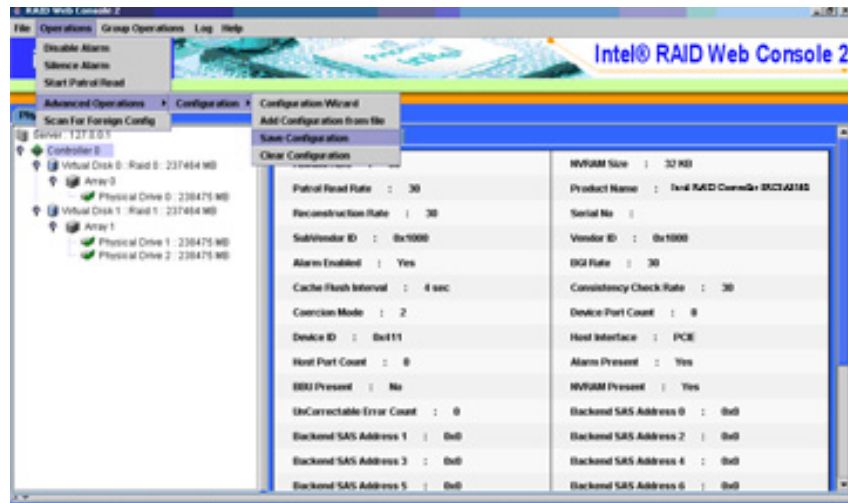 RAID Web Console 2
File Operations Group Operations Log Help
Disable Alarm
Silence Alarm
Start Patrol Read
Advanced Operations
Scan For Foreign Config
Configuration
Configuration Wizard
Add Configuration from file
Save Configuration
Clear Configuration
Intel® RAID Web Console 2
Server : 127.0.0.1
Controller 0
Virtual Disk 0 : Raid 0 : 237464 MB
Array 0
Physical Drive 0 : 238475 MB
Virtual Disk 1 : Raid 1 : 237464 MB
Array 1
Physical Drive 1 : 238475 MB
Physical Drive 2 : 238475 MB
NVRAM Size : 32 KB
Patrol Read Rate : 30
Product Name : Intel RAID Controller
Reconstruction Rate : 30
Serial No :
SubVendor ID : 0x1000
Vendor ID : 0x1000
Alarm Enabled : Yes
BGI Rate : 30
Cache Flush Interval : 4 sec
Consistency Check Rate : 30
Coercion Mode : 2
Device Port Count : 8
Device ID : 0x411
Host Interface : PCIE
Host Port Count : 0
Alarm Present : Yes
BBU Present : No
NVRAM Present : Yes
UnCorrectable Error Count : 0
Backend SAS Address 0 : 0x0
Backend SAS Address 1 : 0x0
Backend SAS Address 2 : 0x0
Backend SAS Address 3 : 0x0
Backend SAS Address 4 : 0x0
Backend SAS Address 5 : 0x0
Backend SAS Address 6 : 0x0